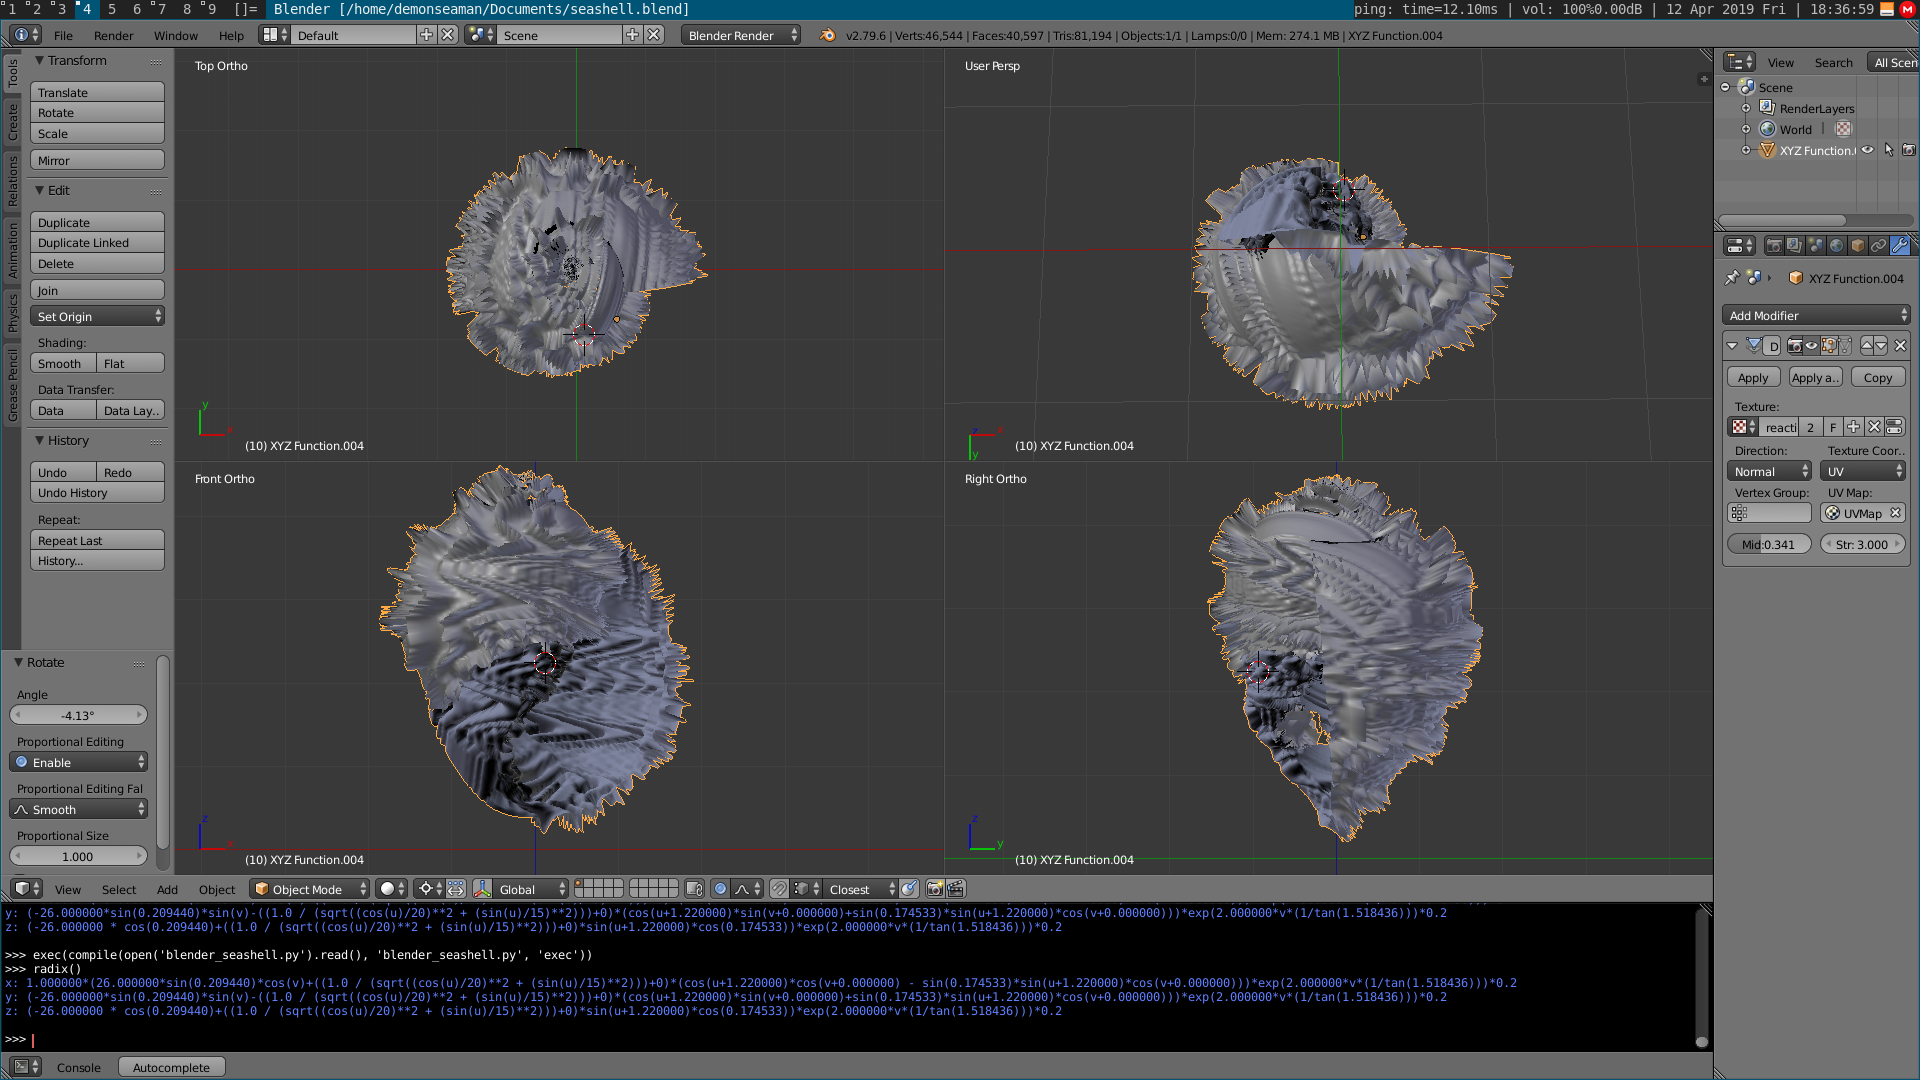 1 2 3 4 5 6 7 8 9 []= Blender [/home/demonseaman/Documents/seashell.blend] ping: time=12.10ms | vol: 100%0.00dB | 12 Apr 2019 Fri | 18:36:59
File Render Window Help Default Scene Blender Render v2.79.6 | Verts:46,544 | Faces:40,597 | Tris:81,194 | Objects:1/1 | Lamps:0/0 | Mem: 274.1 MB | XYZ Function.004
Tools
Create
Relations
Animation
Physics
Grease Pencil
Transform
Translate
Rotate
Scale
Mirror
Edit
Duplicate
Duplicate Linked
Delete
Join
Set Origin
Shading:
Smooth Flat
Data Transfer:
Data Data Lay..
History
Undo Redo
Undo History
Repeat:
Repeat Last
History...
Rotate
Angle
-4.13°
Proportional Editing
Enable
Proportional Editing Fal
Smooth
Proportional Size
1.000
Top Ortho
y
x
(10) XYZ Function.004
User Persp
z x
y
(10) XYZ Function.004
Front Ortho
z
x
(10) XYZ Function.004
Right Ortho
z
y
(10) XYZ Function.004
View Search All Scen
Scene
RenderLayers
World
XYZ Function.
XYZ Function.004
Add Modifier
D
Apply Apply a.. Copy
Texture:
reacti 2 F
Direction: Texture Coor..
Normal UV
Vertex Group: UV Map:
UVMap
Mid:0.341 Str: 3.000
View Select Add Object Object Mode Global Closest
y: (-26.000000*sin(0.209440)*sin(v)-((1.0 / (sqrt((cos(u)/20)**2 + (sin(u)/15)**2)))+0)*(cos(u+1.220000)*sin(v+0.000000)+sin(0.174533)*sin(u+1.220000)*cos(v+0.000000)))*exp(2.000000*v*(1/tan(1.518436)))*0.2
z: (-26.000000 * cos(0.209440)+((1.0 / (sqrt((cos(u)/20)**2 + (sin(u)/15)**2)))+0)*sin(u+1.220000)*cos(0.174533))*exp(2.000000*v*(1/tan(1.518436)))*0.2
>>> exec(compile(open('blender_seashell.py').read(), 'blender_seashell.py', 'exec'))
>>> radix()
x: 1.000000*(26.000000*sin(0.209440)*cos(v)+((1.0 / (sqrt((cos(u)/20)**2 + (sin(u)/15)**2)))+0)*(cos(u+1.220000)*cos(v+0.000000) - sin(0.174533)*sin(u+1.220000)*sin(v+0.000000)))*exp(2.000000*v*(1/tan(1.518436)))*0.2
y: (-26.000000*sin(0.209440)*sin(v)-((1.0 / (sqrt((cos(u)/20)**2 + (sin(u)/15)**2)))+0)*(cos(u+1.220000)*sin(v+0.000000)+sin(0.174533)*sin(u+1.220000)*cos(v+0.000000)))*exp(2.000000*v*(1/tan(1.518436)))*0.2
z: (-26.000000 * cos(0.209440)+((1.0 / (sqrt((cos(u)/20)**2 + (sin(u)/15)**2)))+0)*sin(u+1.220000)*cos(0.174533))*exp(2.000000*v*(1/tan(1.518436)))*0.2
>>>
Console Autocomplete